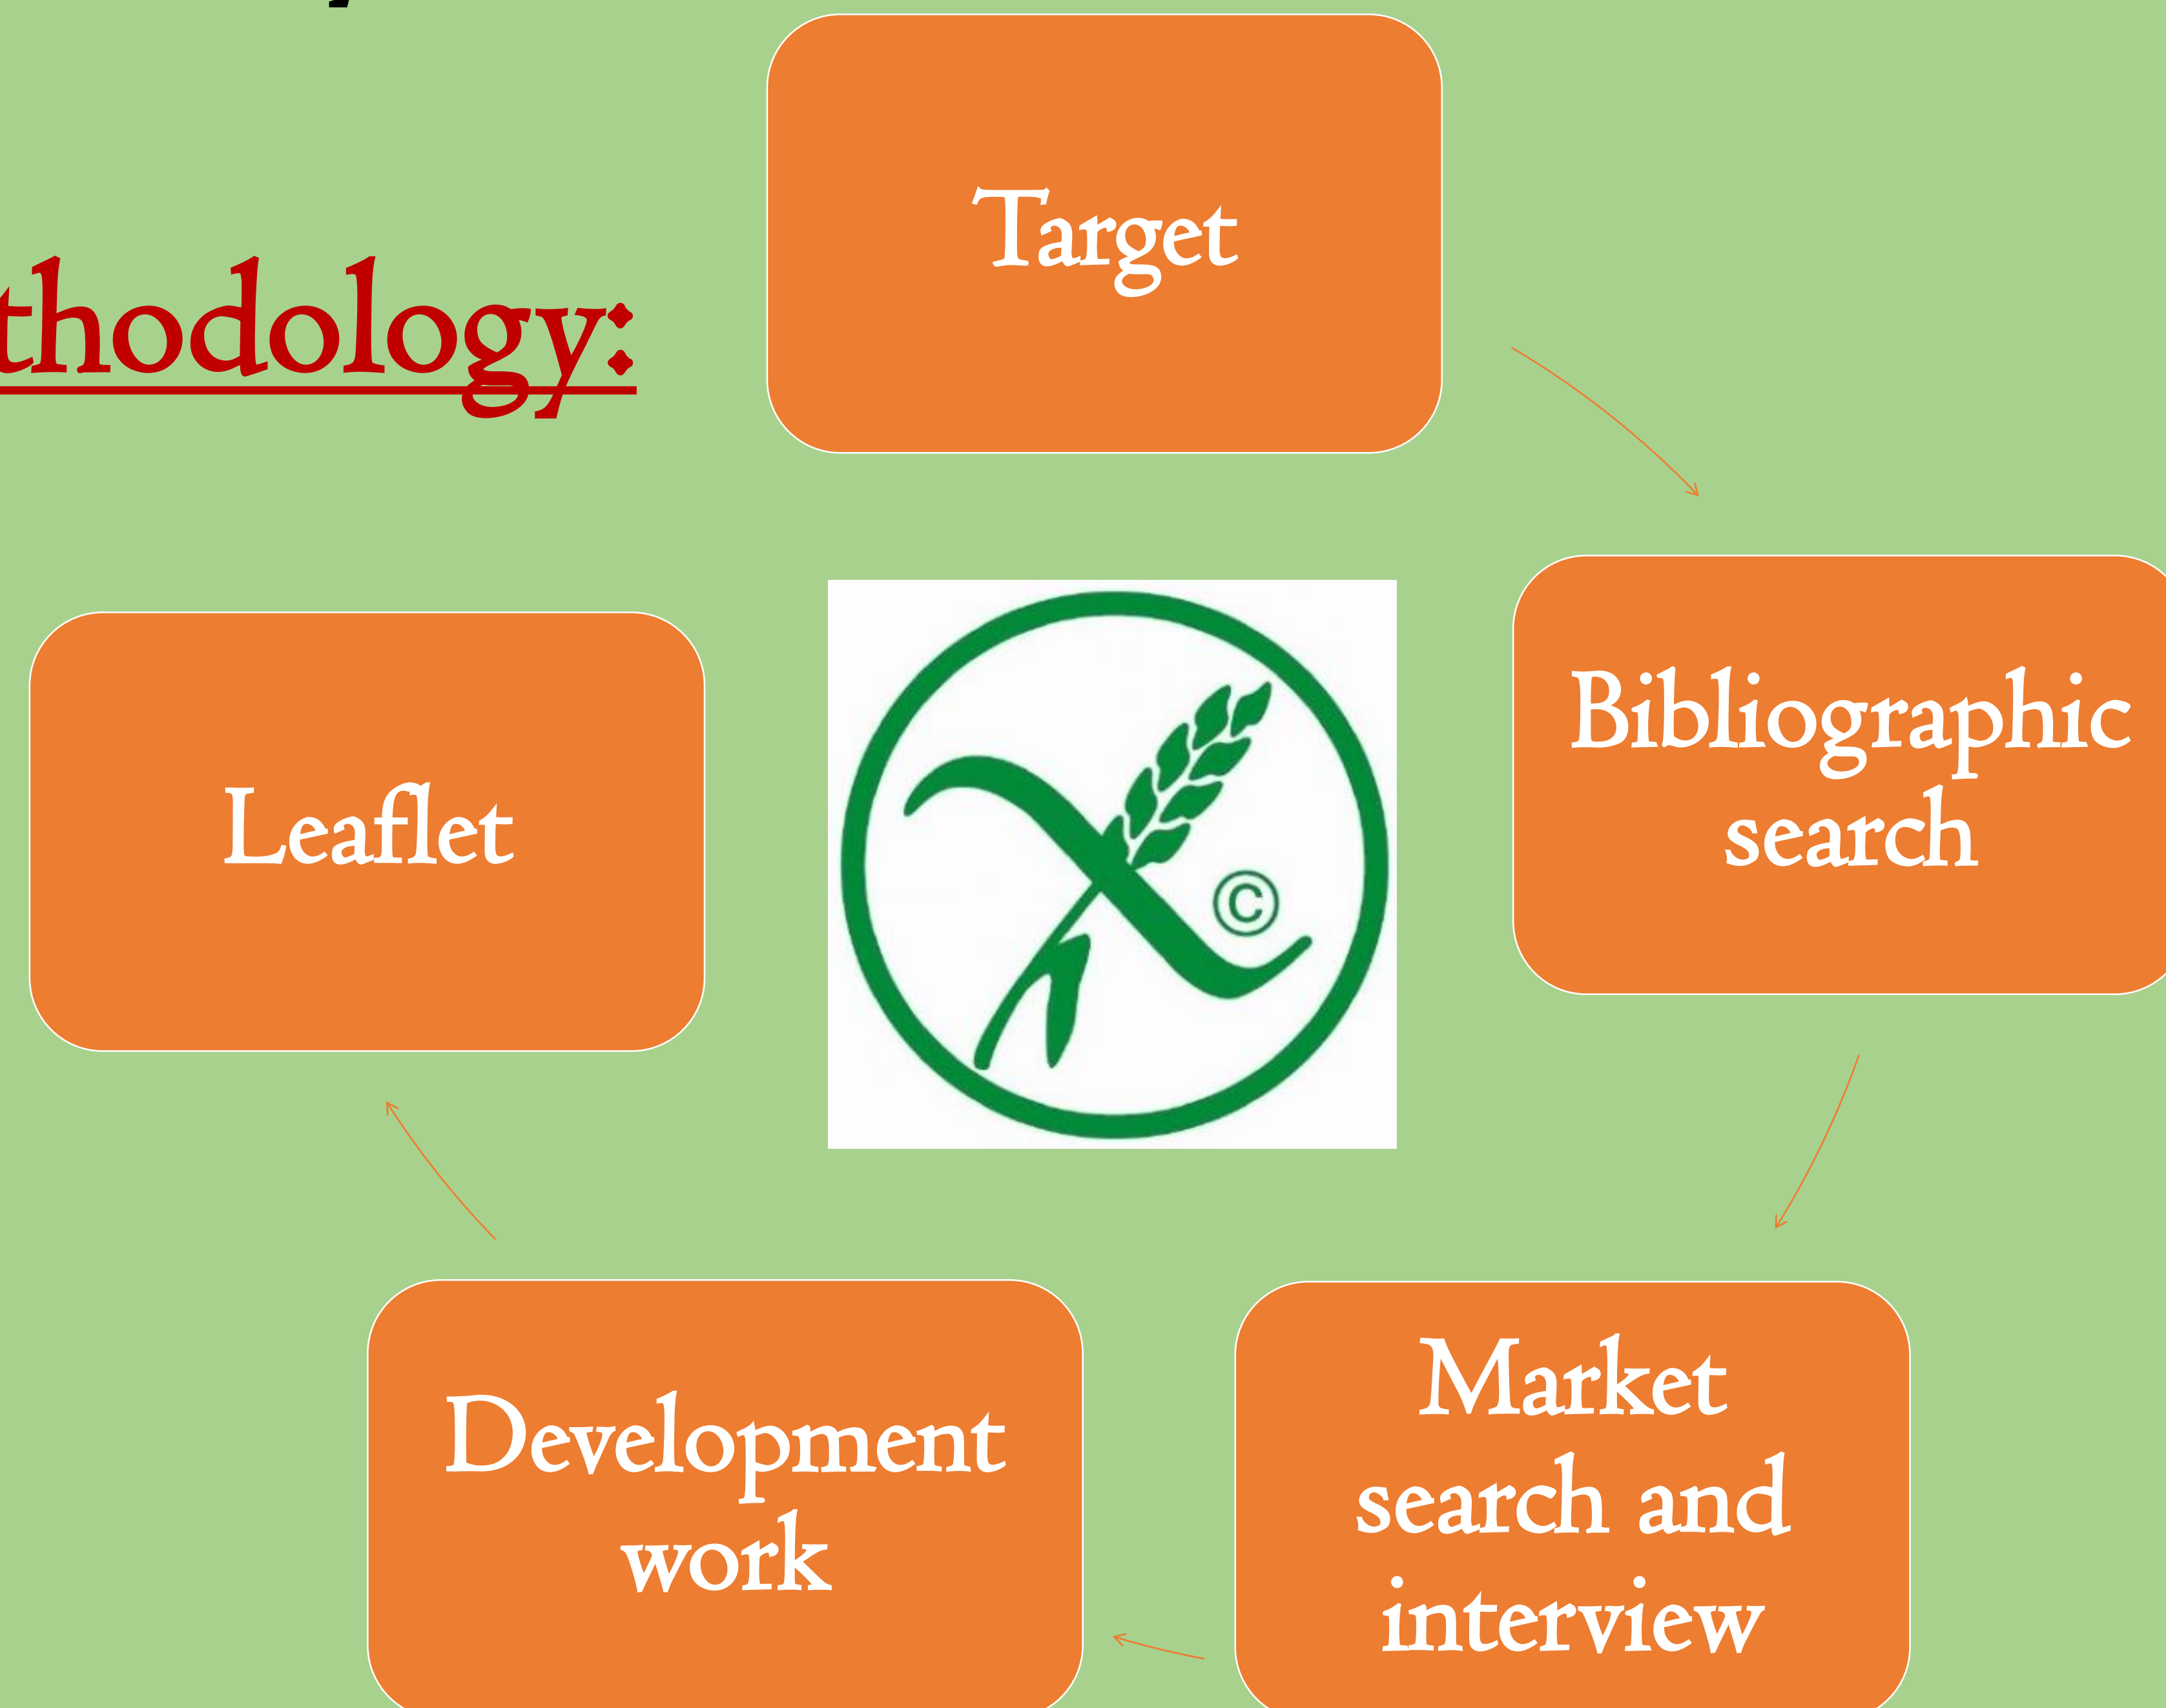 thodology:
Target
Bibliographic
search
Market
search and
interview
Development
work
Leaflet
©